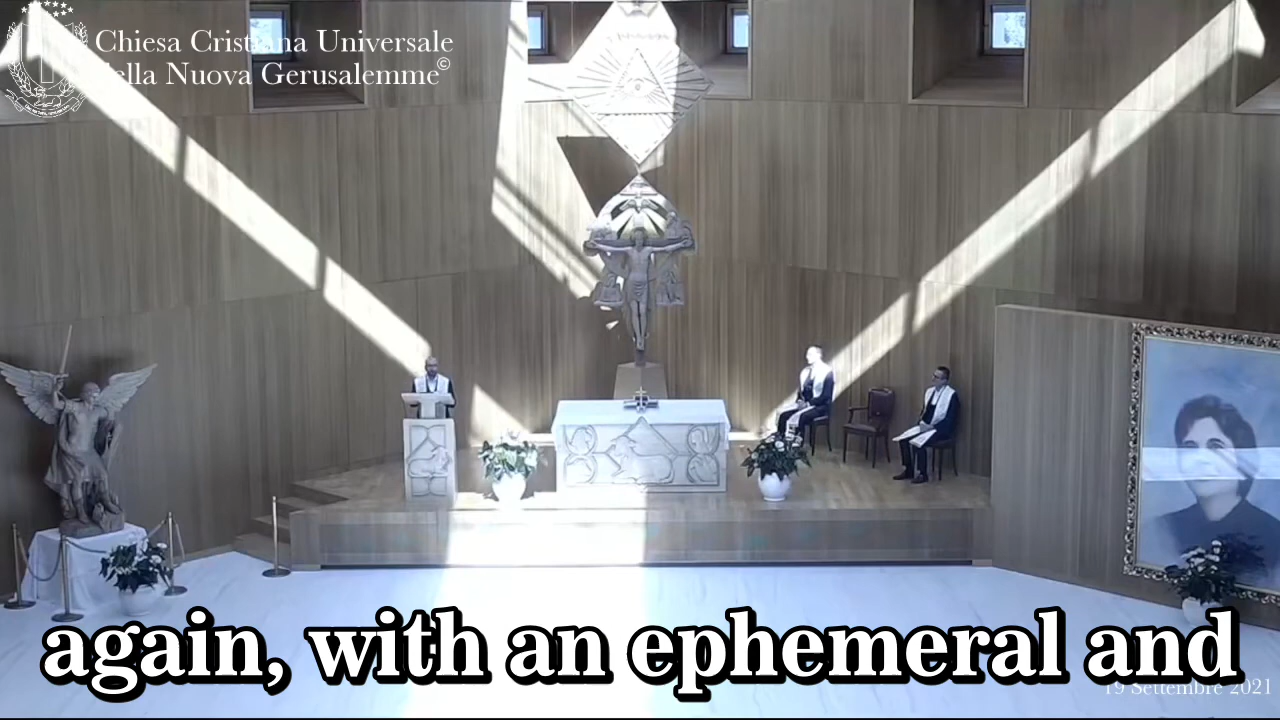 Chiesa Cristiana Universale
della Nuova Gerusalemme©
again, with an ephemeral and
19 Settembre 2021